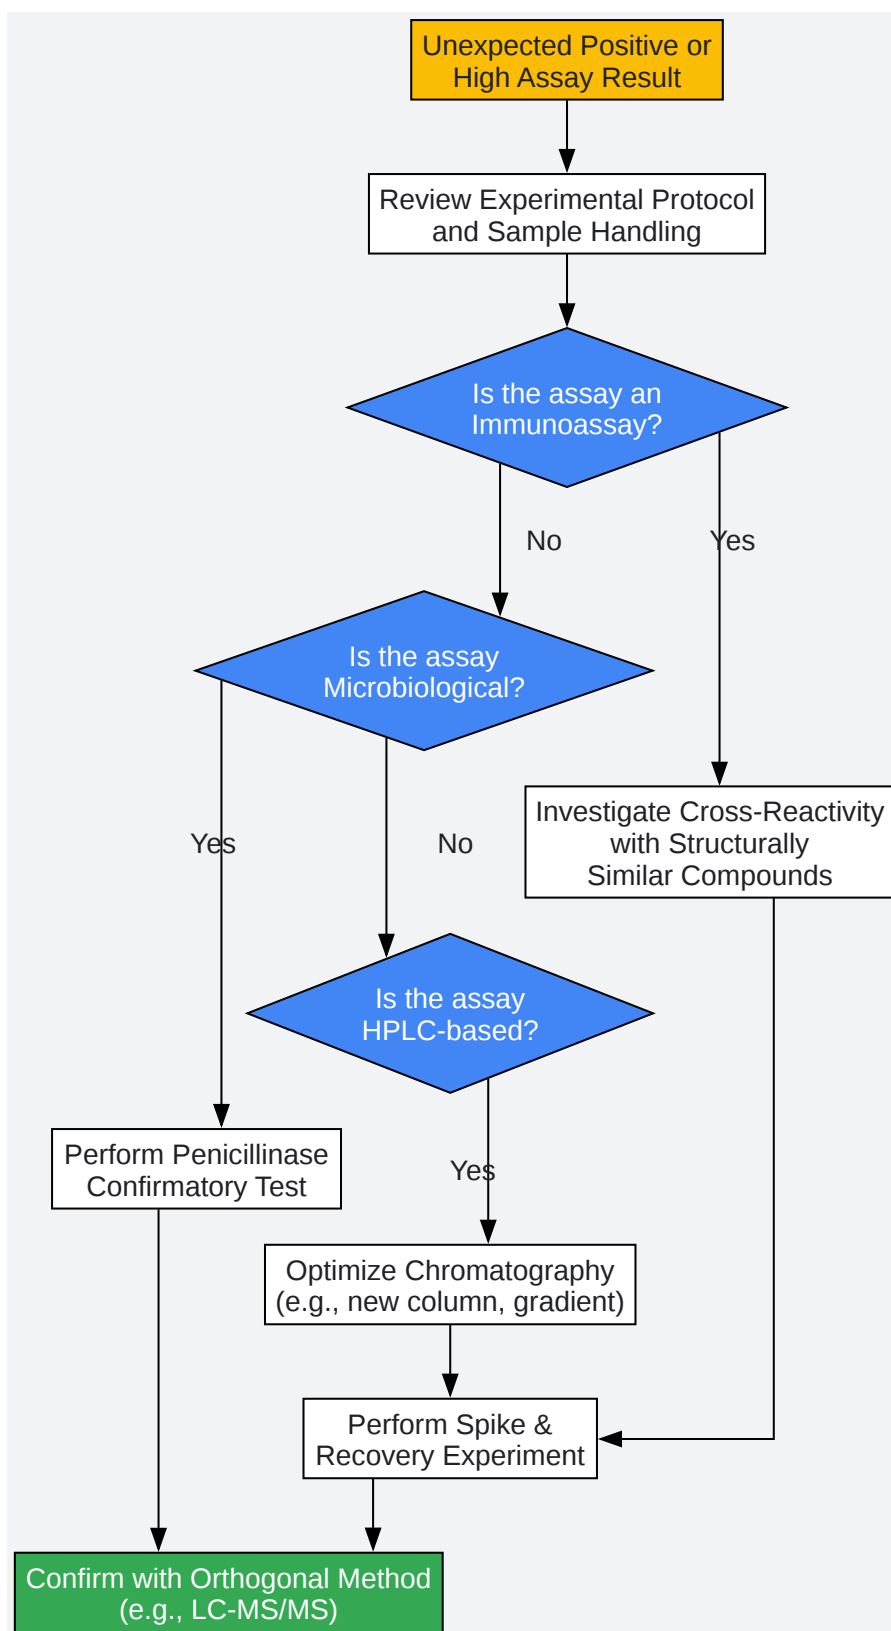 Unexpected Positive or
High Assay Result
Review Experimental Protocol
and Sample Handling
Is the assay an
Immunoassay?
No
Yes
Is the assay
Microbiological?
Investigate Cross-Reactivity
with Structurally
Similar Compounds
Yes
No
Is the assay
HPLC-based?
Perform Penicillinase
Confirmatory Test
Yes
Optimize Chromatography
(e.g., new column, gradient)
Perform Spike &
Recovery Experiment
Confirm with Orthogonal Method
(e.g., LC-MS/MS)